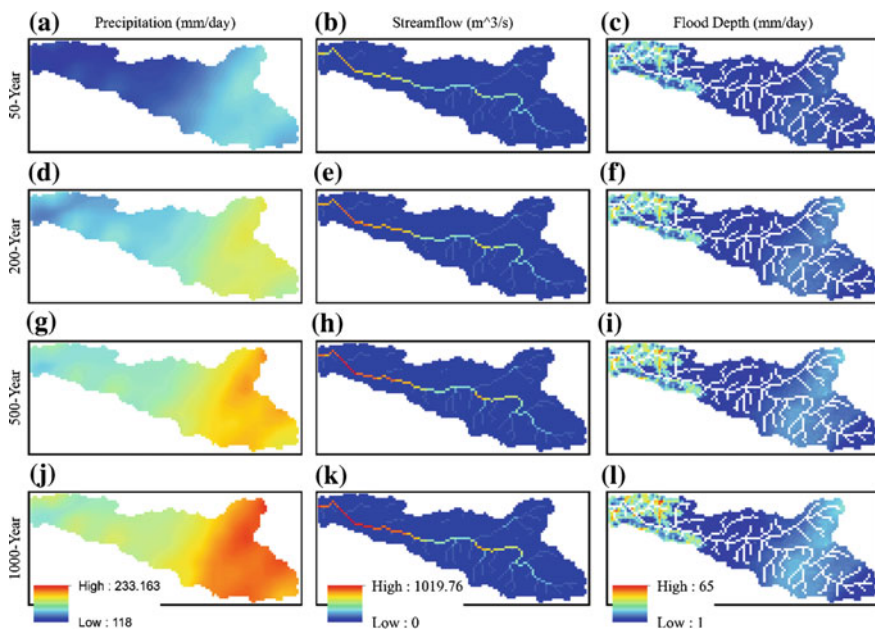 (a) Precipitation (mm/day) (b) Streamflow (m^3/s) (c) Flood Depth (mm/day)
50-Year
(d) (e) (f)
200-Year
(g) (h) (i)
500-Year
(j) (k) (l)
1000-Year
High : 233.163 High : 1019.76 High : 65
Low : 118 Low : 0 Low : 1